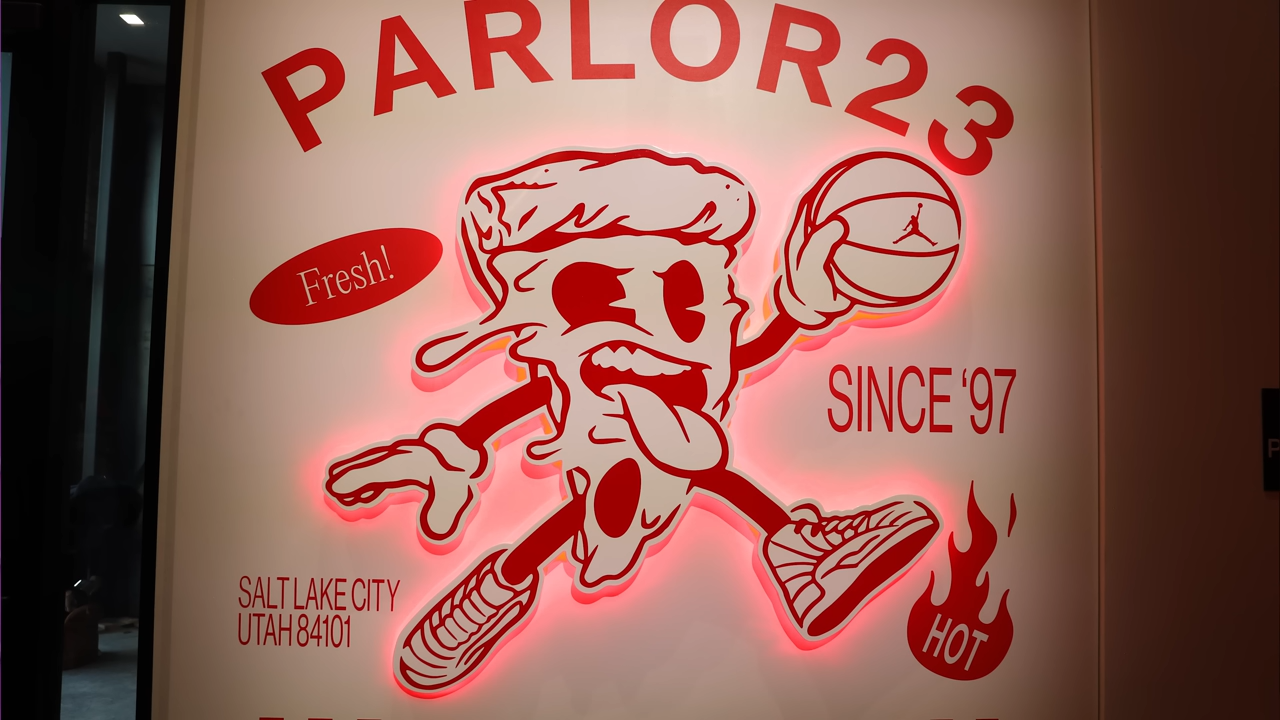 PARLOR23
Fresh!
SINCE ‘97
SALT LAKE CITY
UTAH 84101
HOT